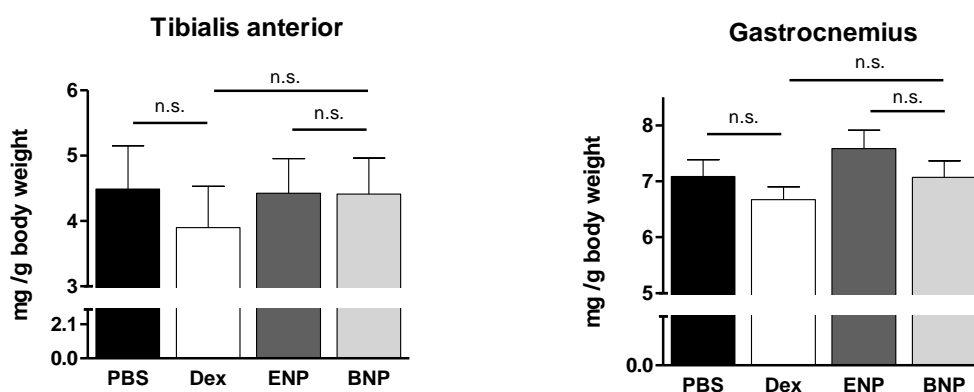 Tibialis anterior
n.s.
n.s.
n.s.
mg /g body weight
6
5
4
3
2.1
0.0
PBS Dex ENP BNP
Gastrocnemius
n.s.
n.s.
n.s.
mg /g body weight
8
7
6
5
0.0
PBS Dex ENP BNP